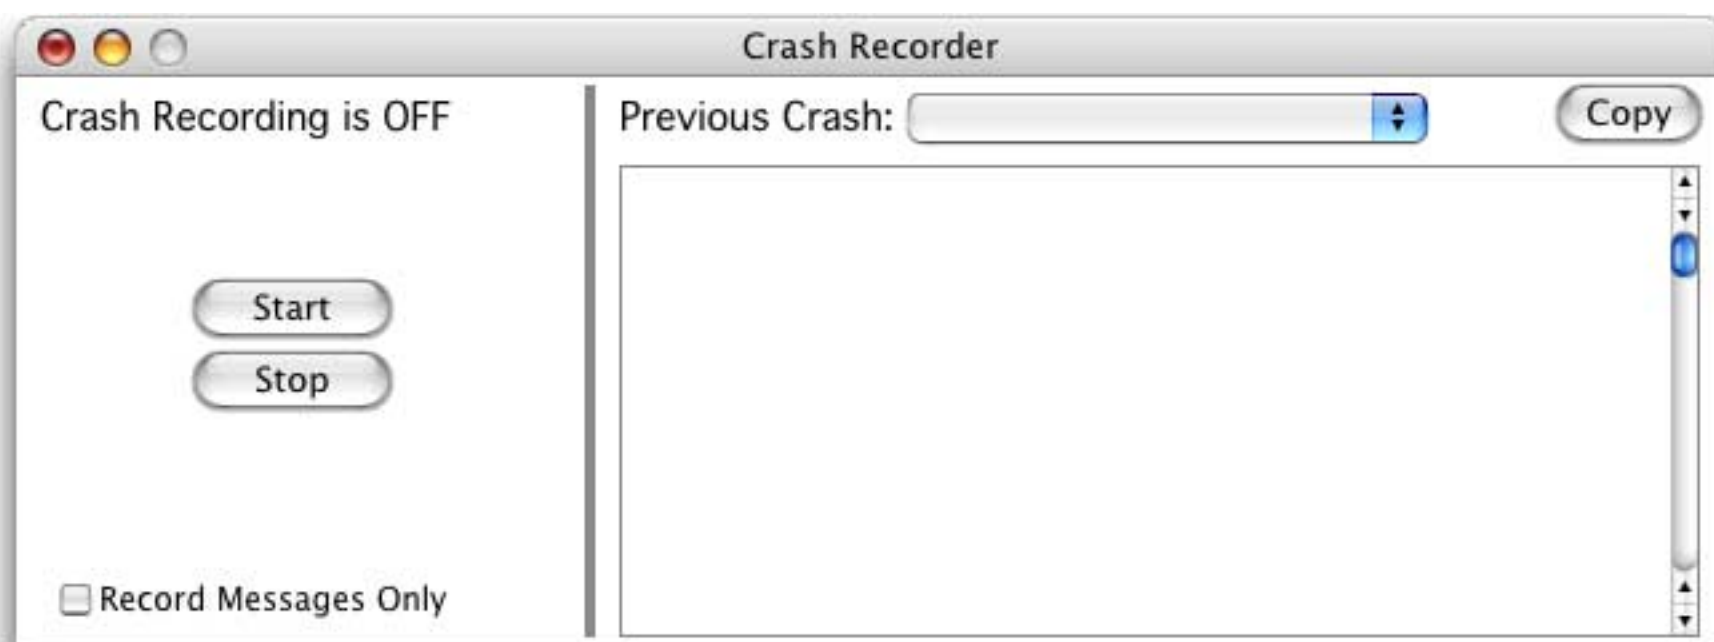 Crash Recorder
Crash Recording is OFF
Previous Crash:
Copy
Start
Stop
Record Messages Only